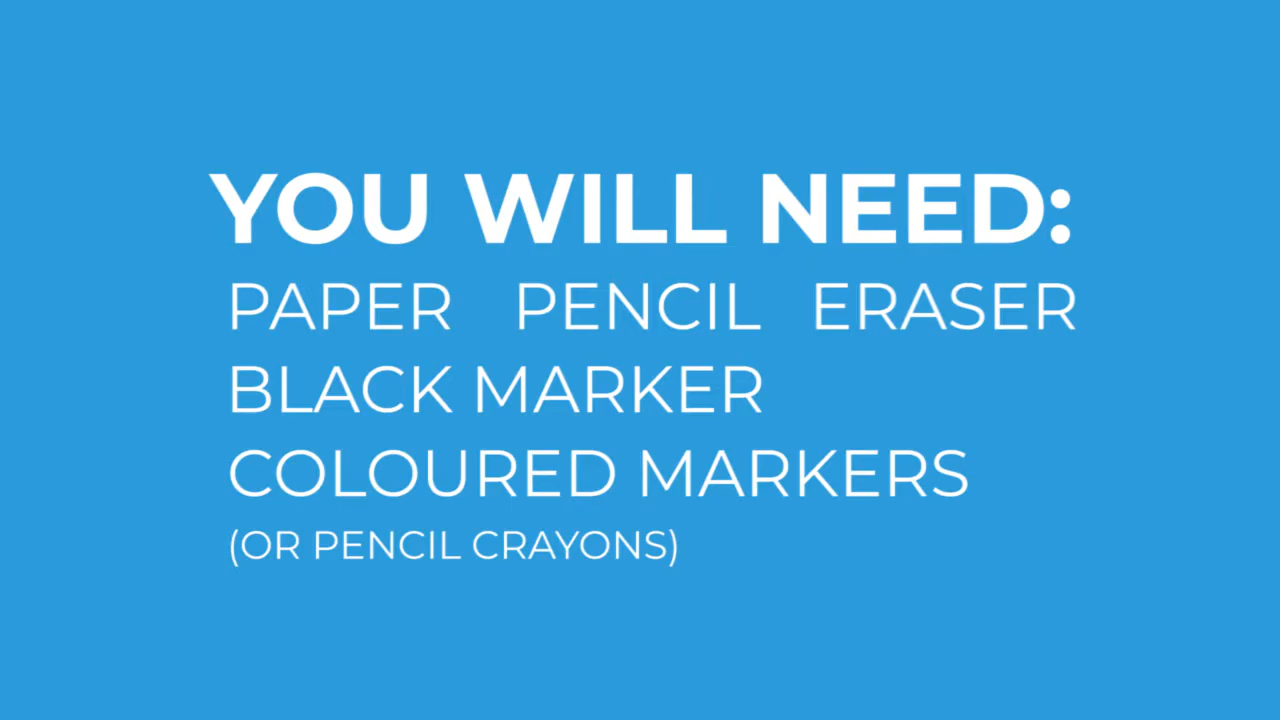 YOU WILL NEED:
PAPER PENCIL ERASER
BLACK MARKER
COLOURED MARKERS
(OR PENCIL CRAYONS)